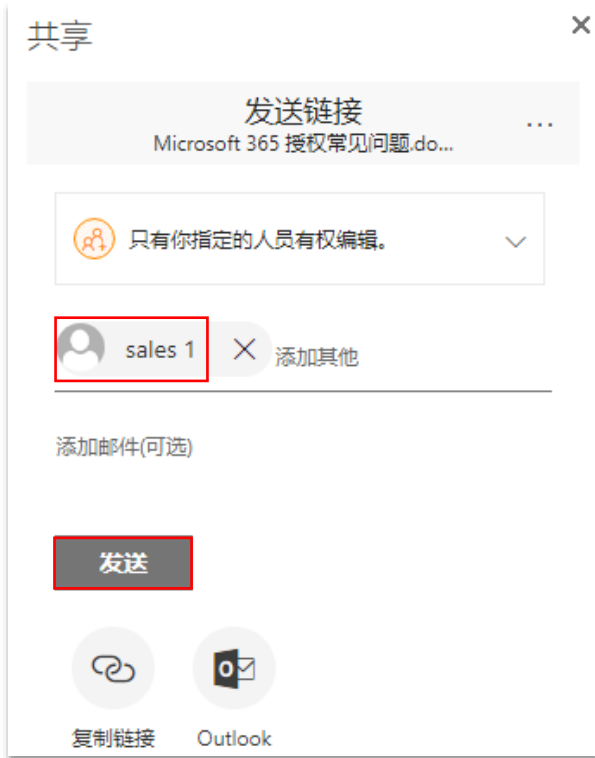 共享
发送链接
Microsoft 365 授权常见问题.do...
只有你指定的人员有权编辑。
sales 1 添加其他
添加邮件(可选)
发送
复制链接 Outlook